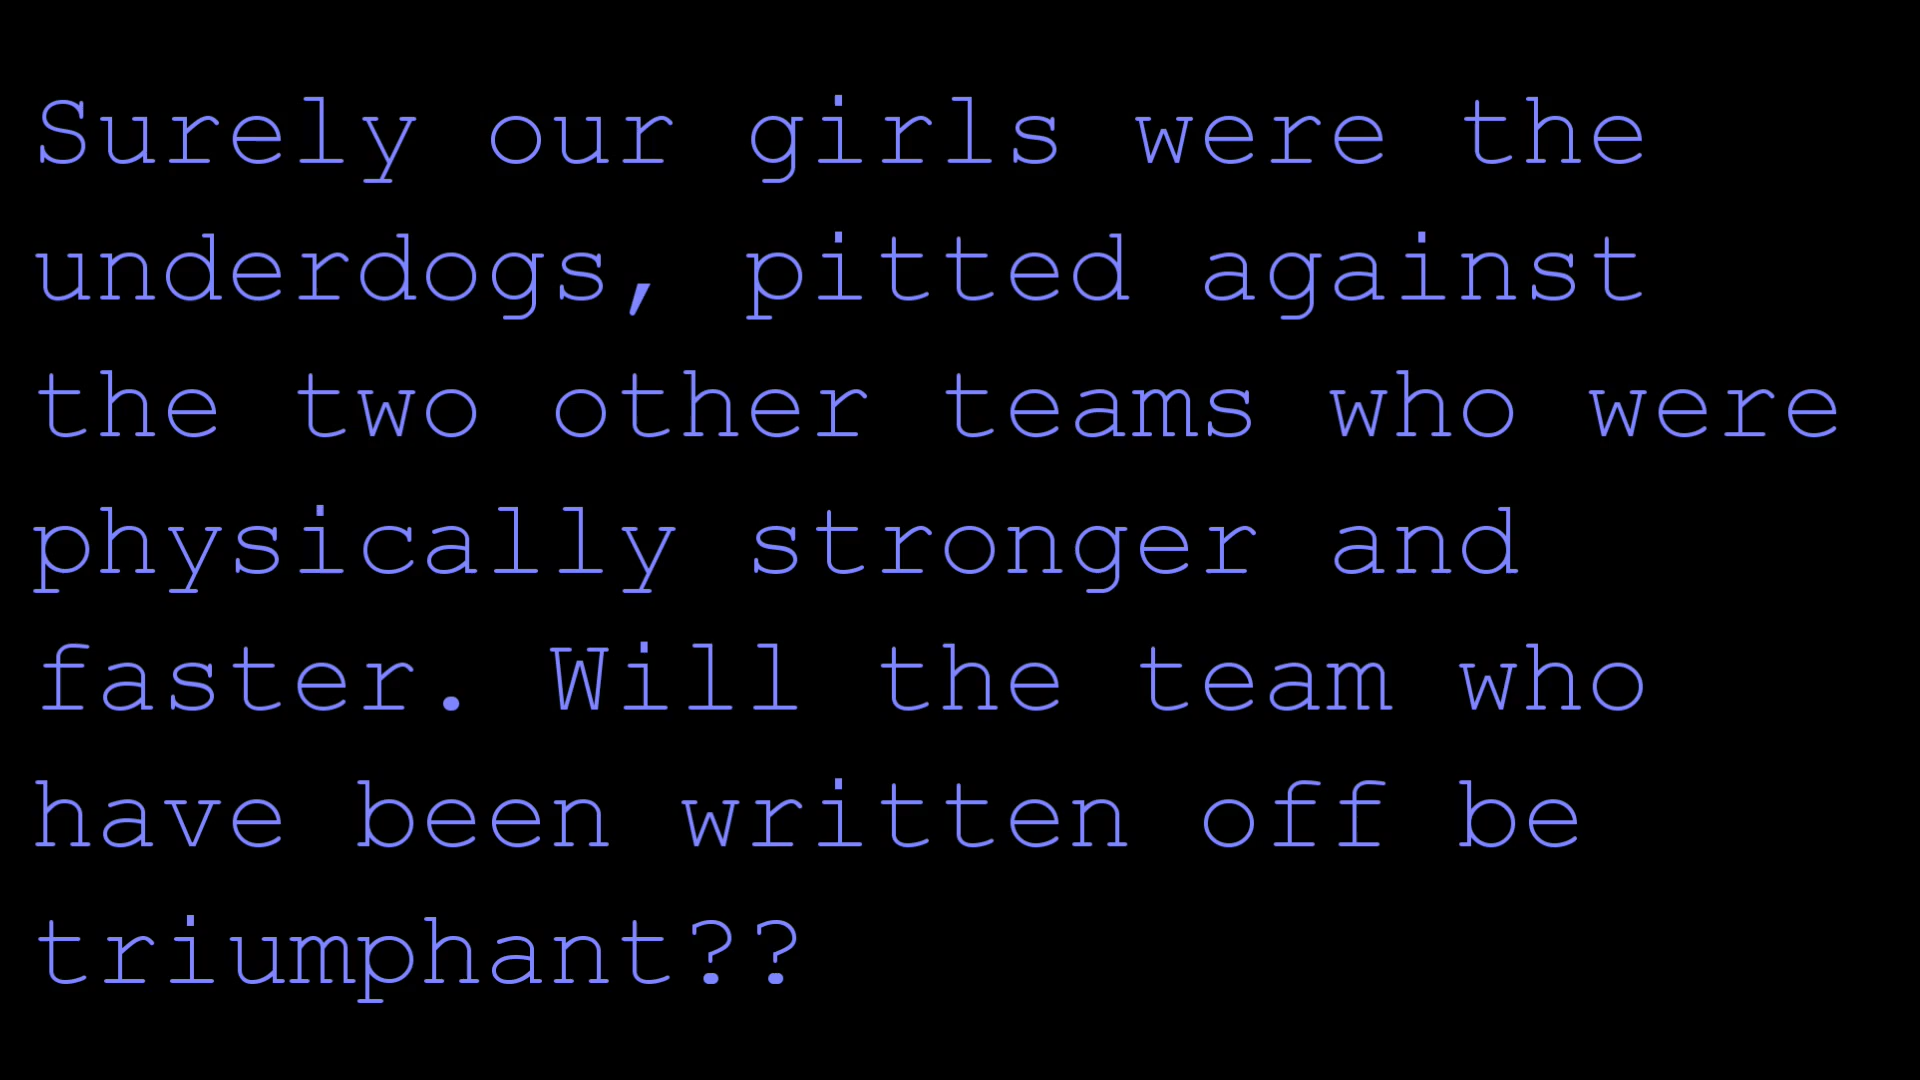 Surely our girls were the
underdogs, pitted against
the two other teams who were
physically stronger and
faster. Will the team who
have been written off be
triumphant??